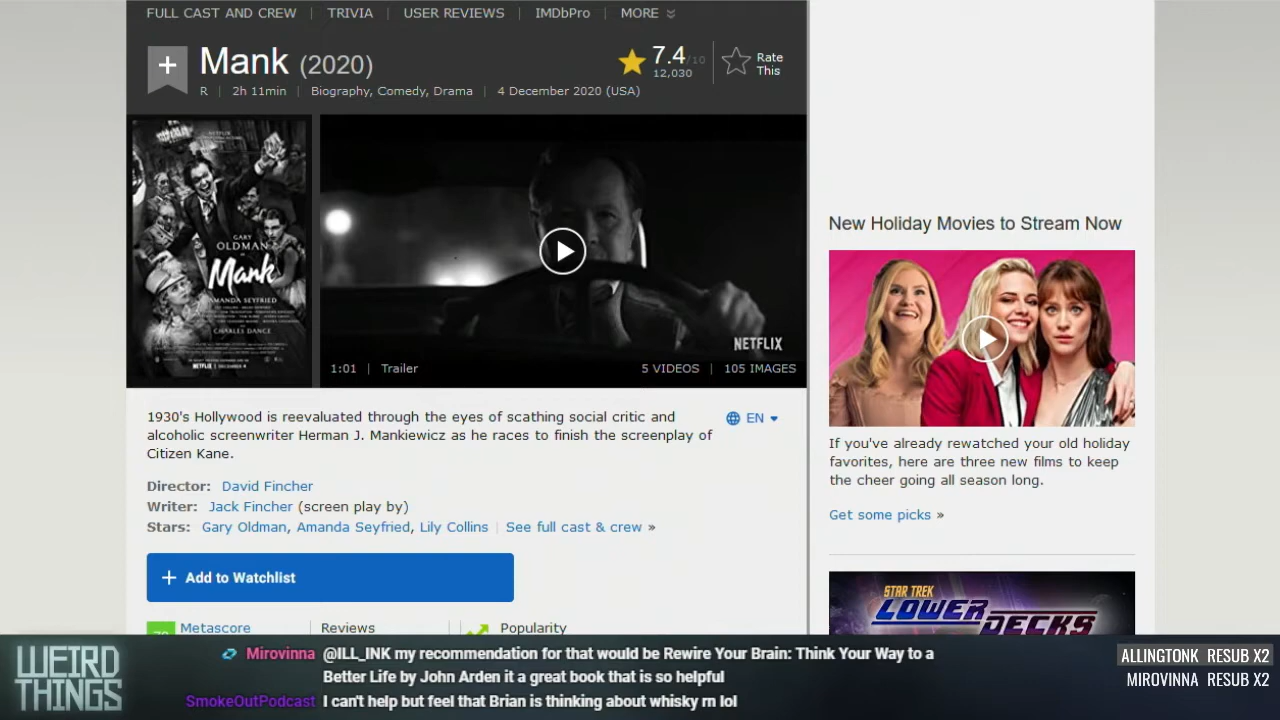 FULL CAST AND CREW | TRIVIA | USER REVIEWS | IMDbPro | MORE
+ Mank (2020)
7.4/10
12,030
Rate
This
R | 2h 11min | Biography, Comedy, Drama | 4 December 2020 (USA)
GARY
OLDMAN
Mank
AMANDA SEYFRIED
CHARLES DANCE
NETFLIX
NETFLIX
1:01 | Trailer
5 VIDEOS | 105 IMAGES
1930's Hollywood is reevaluated through the eyes of scathing social critic and
alcoholic screenwriter Herman J. Mankiewicz as he races to finish the screenplay of
Citizen Kane.
EN
Director: David Fincher
Writer: Jack Fincher (screen play by)
Stars: Gary Oldman, Amanda Seyfried, Lily Collins | See full cast & crew »
+ Add to Watchlist
Metascore
Reviews
Popularity
New Holiday Movies to Stream Now
If you've already rewatched your old holiday
favorites, here are three new films to keep
the cheer going all season long.
Get some picks »
STAR TREK
LOWER DECKS
WEIRD
THINGS
Mirovinna @ILL_INK my recommendation for that would be Rewire Your Brain: Think Your Way to a
Better Life by John Arden it a great book that is so helpful
SmokeOutPodcast I can't help but feel that Brian is thinking about whisky rn lol
ALLINGTONK RESUB X2
MIROVINNA RESUB X2